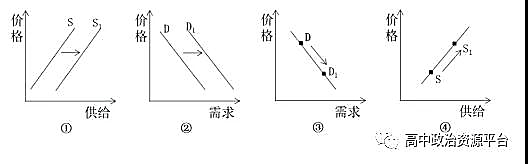 价格 S S₁ 供给 ①
价格 D D₁ 需求 ②
价格 D D₁ 需求 ③
价格 S S₁ 供给 ④
高中政治资源平台